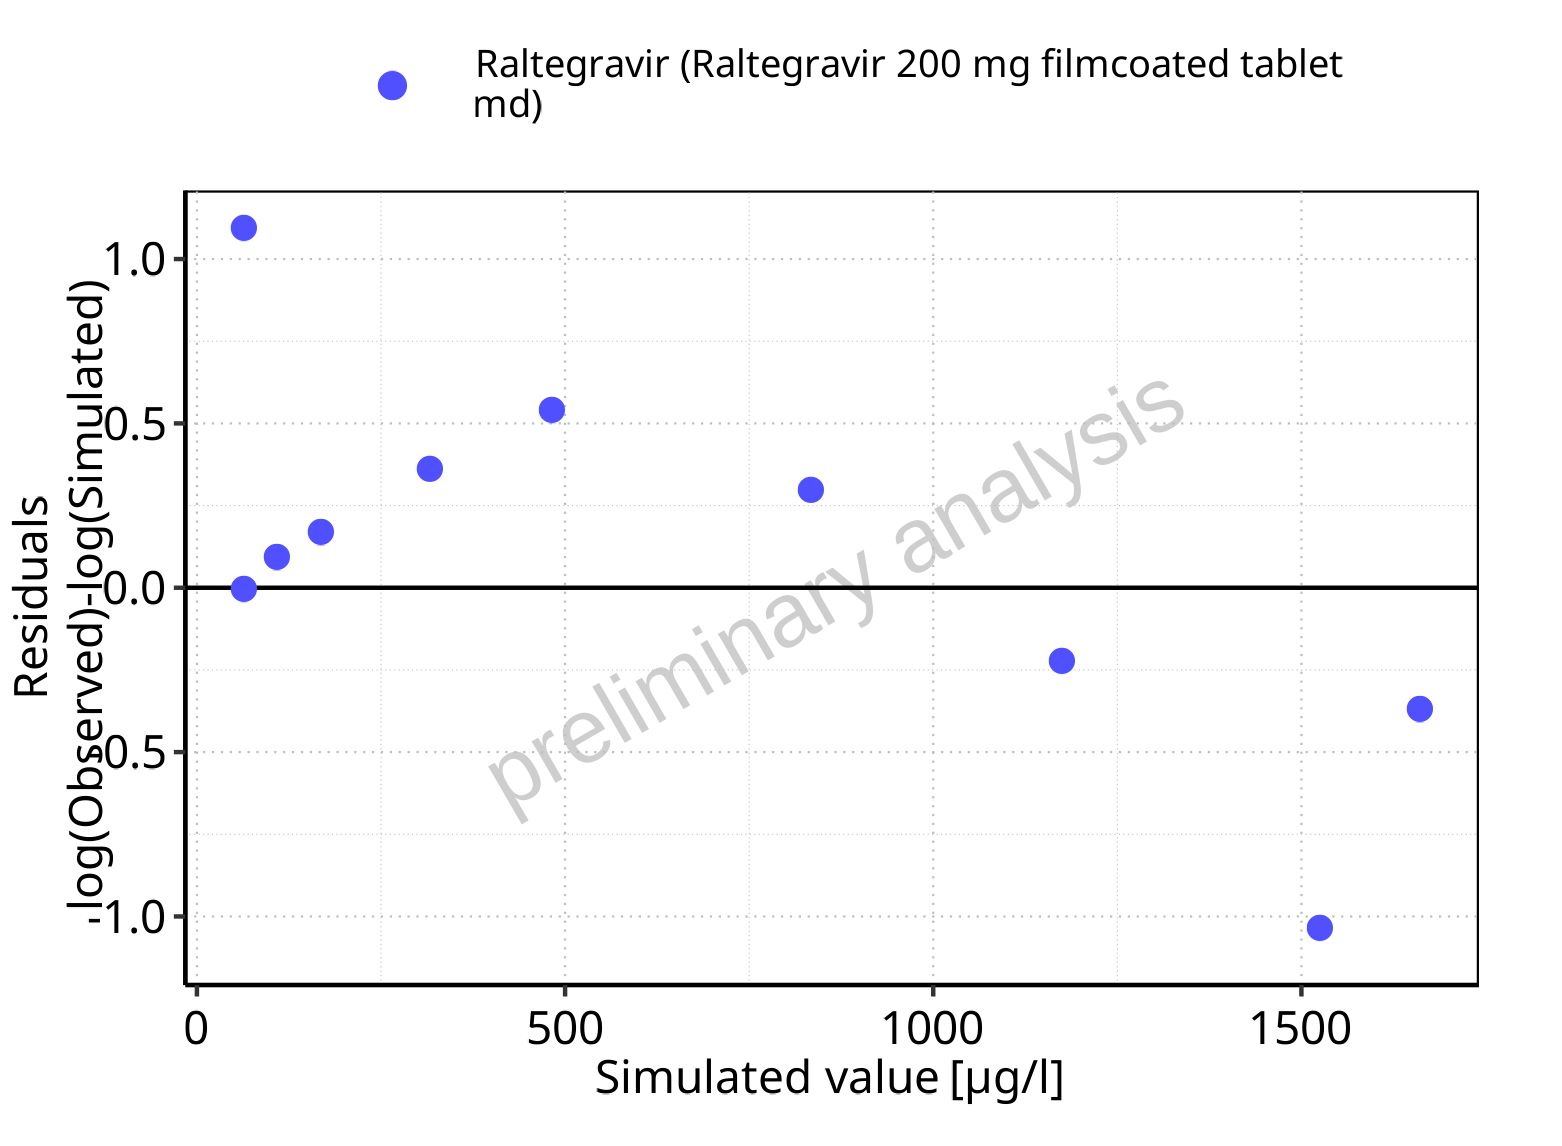 Raltegravir (Raltegravir 200 mg filmcoated tablet
md)
Residuals
-log(Observed)-log(Simulated)
1.0
0.5
0.0
-0.5
-1.0
preliminary analysis
0
500
1000
1500
Simulated value [µg/l]